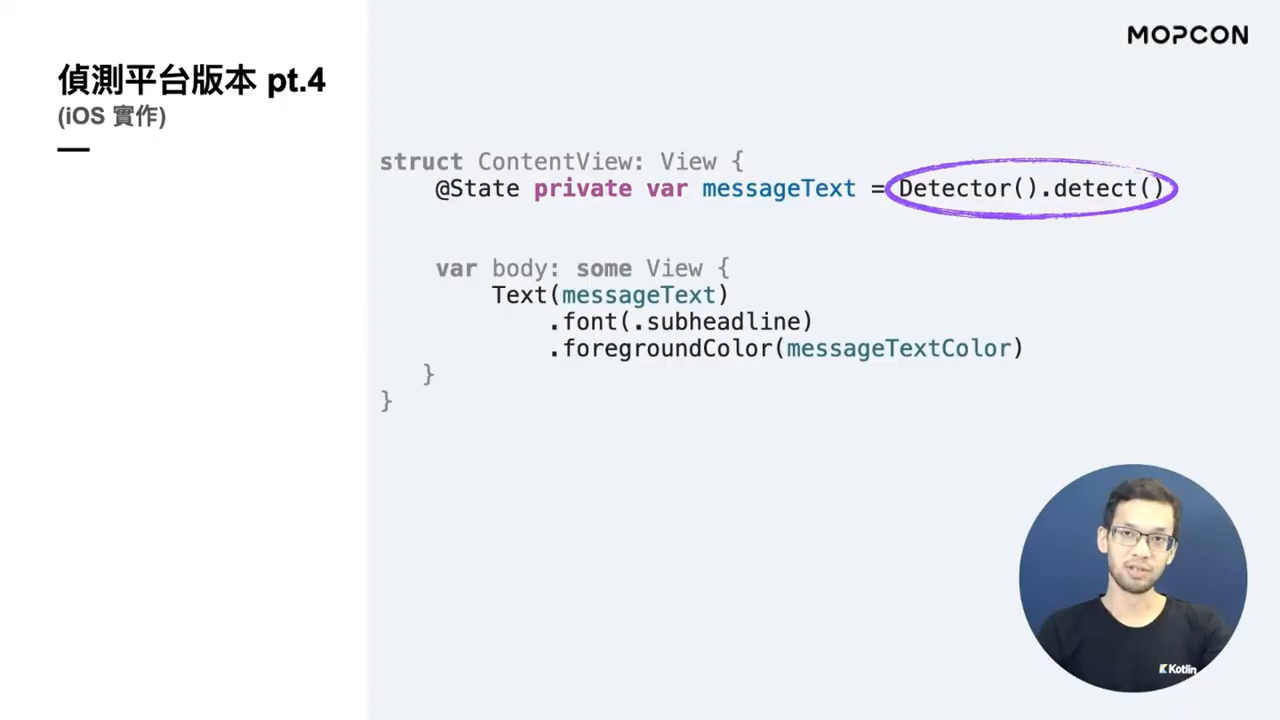 MOPCON
偵測平台版本 pt.4
(iOS 實作)
struct ContentView: View {
@State private var messageText = Detector().detect()
var body: some View {
Text(messageText)
.font(.subheadline)
.foregroundColor(messageTextColor)
}
}
Kotlin